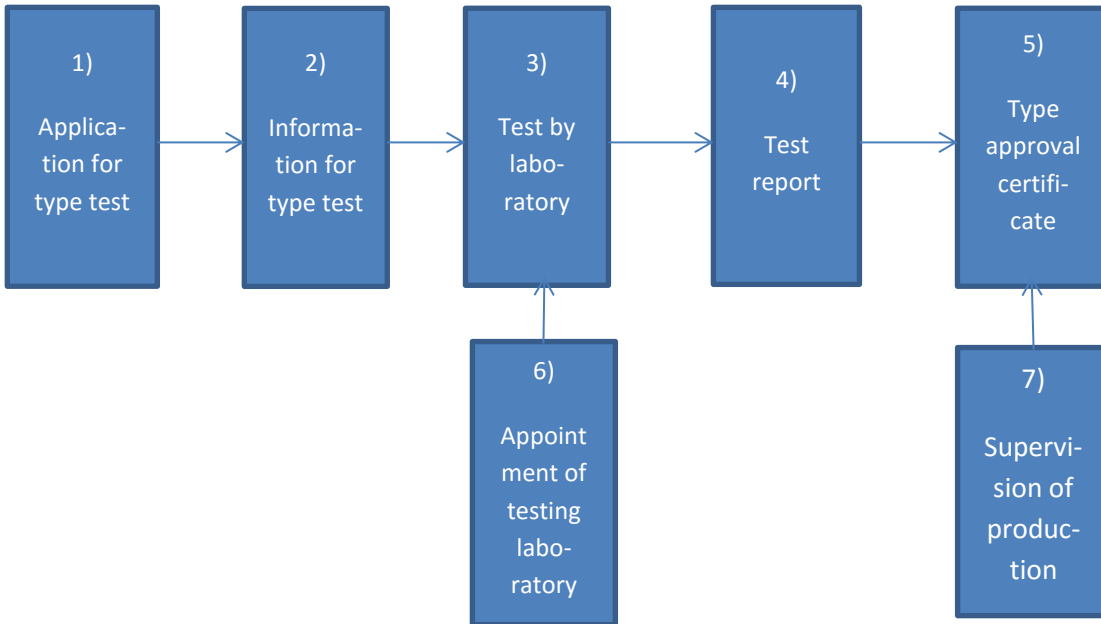 1)
Applica-
tion for
type test
2)
Informa-
tion for
type test
3)
Test by
labo-
ratory
4)
Test
report
5)
Type
approval
certifi-
cate
6)
Appoint
ment of
testing
labo-
ratory
7)
Supervi-
sion of
produc-
tion